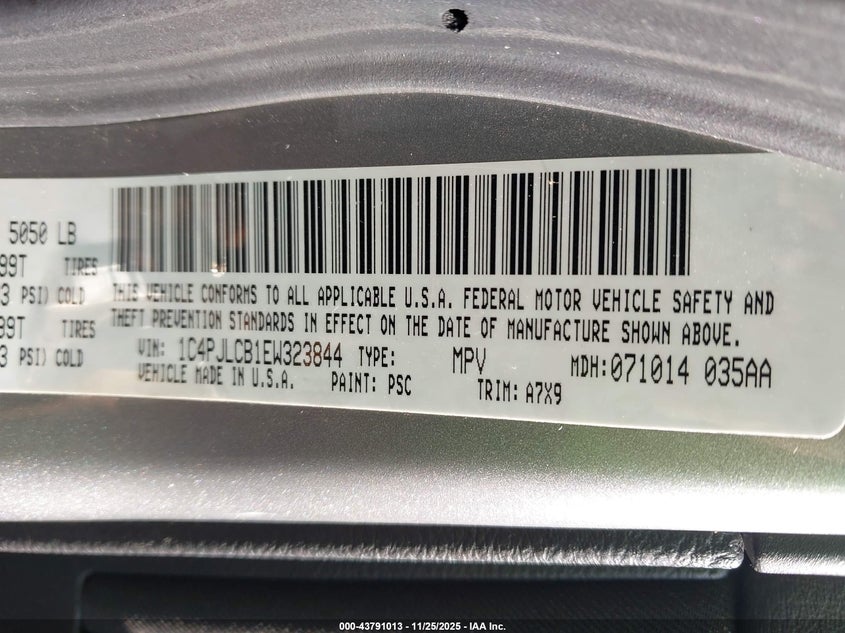 5050 LB
99T TIRES
3 PSI) COLD
99T TIRES
3 PSI) COLD
THIS VEHICLE CONFORMS TO ALL APPLICABLE U.S.A. FEDERAL MOTOR VEHICLE SAFETY AND
THEFT PREVENTION STANDARDS IN EFFECT ON THE DATE OF MANUFACTURE SHOWN ABOVE.
VIN: 1C4PJLCB1EW323844 TYPE: MPV MDH:071014 035AA
VEHICLE MADE IN U.S.A. PAINT: PSC TRIM: A7X9
000-43791013 - 11/25/2025 - IAA Inc.